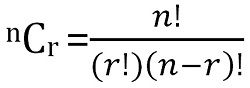 ⁿCᵣ = n! / (r!)(n−r)!